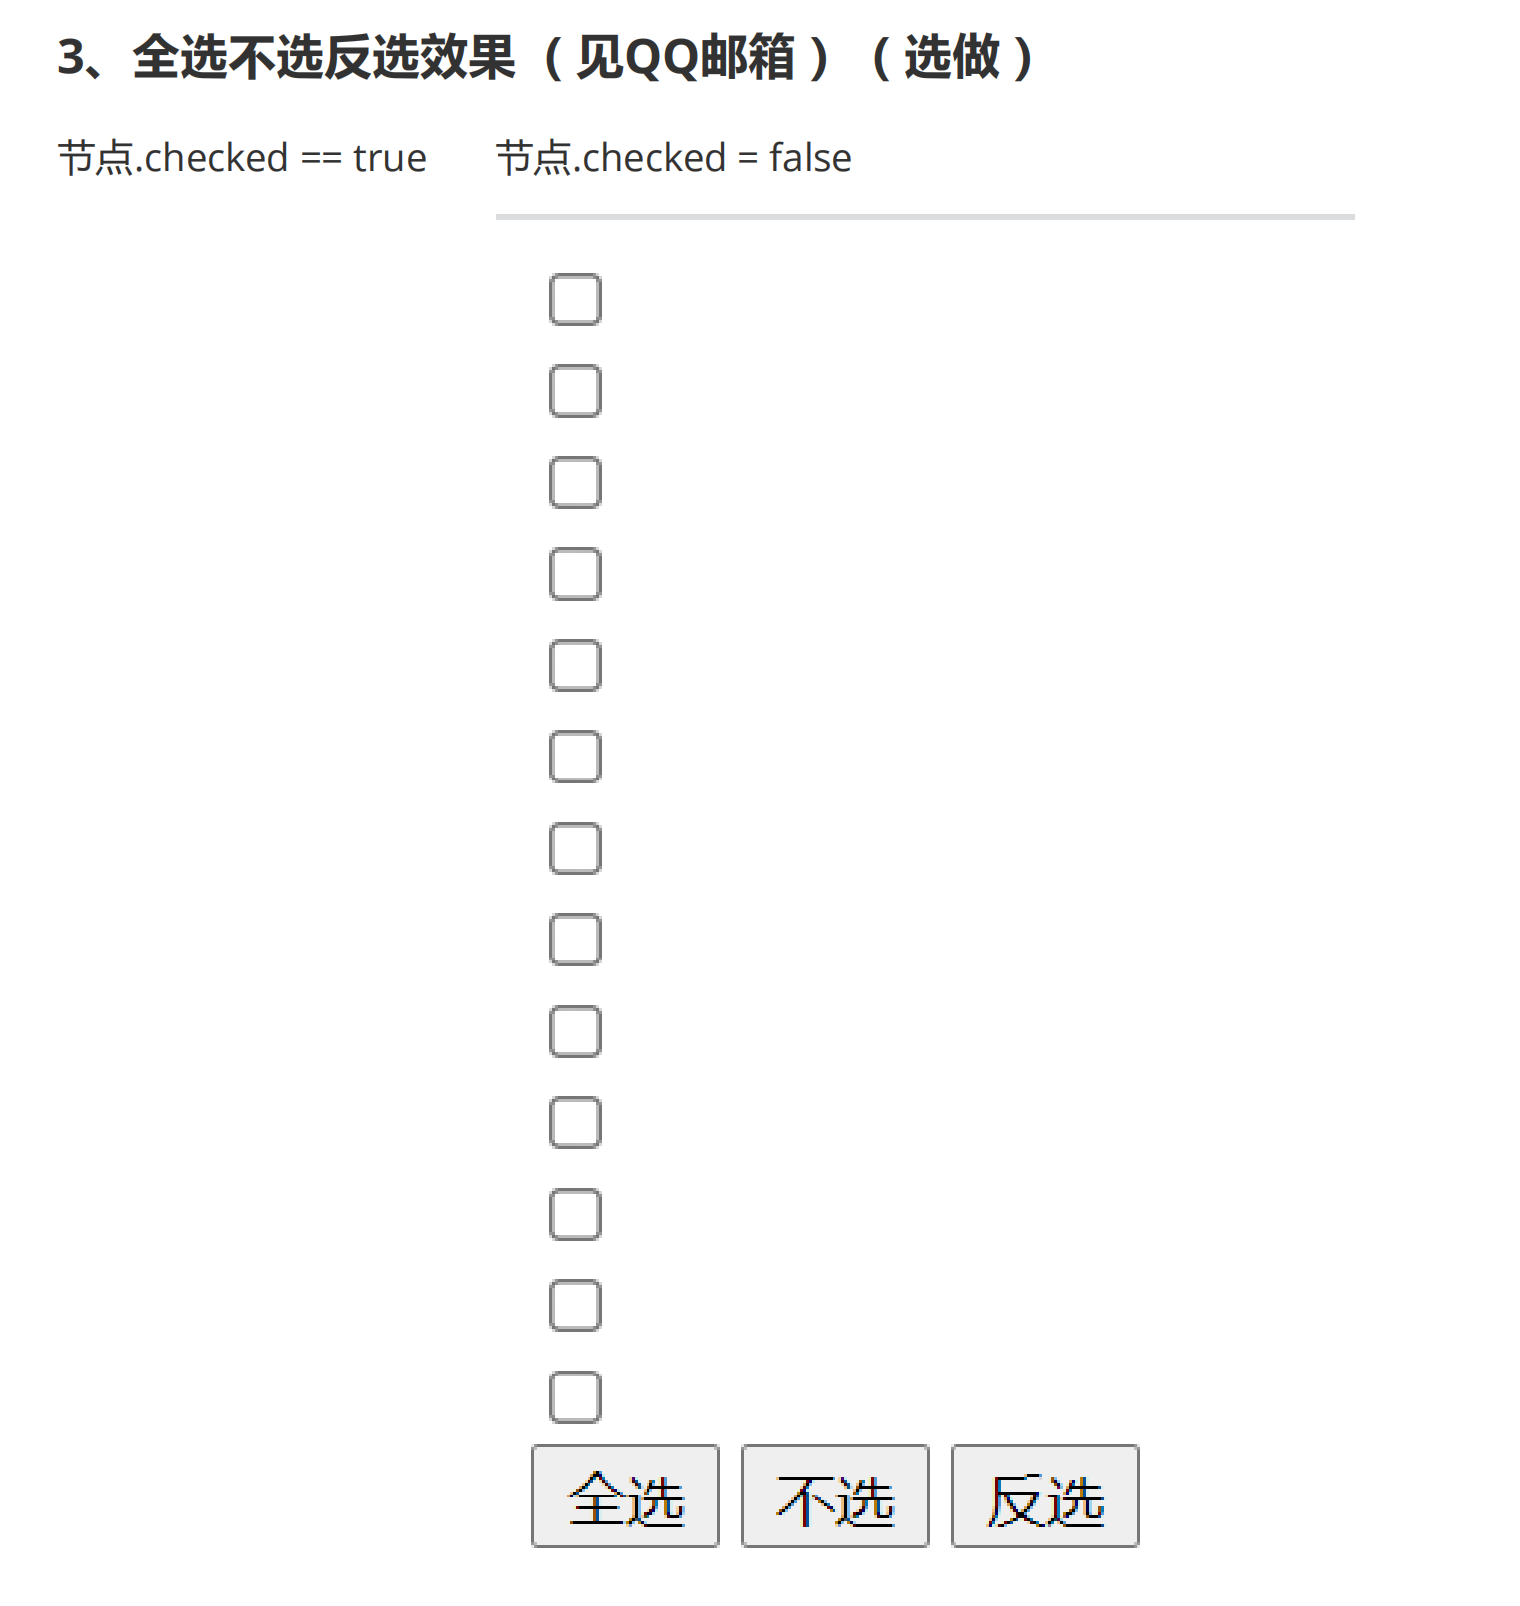 3、全选不选反选效果（见QQ邮箱）（选做）
节点.checked == true 节点.checked = false
全选 不选 反选